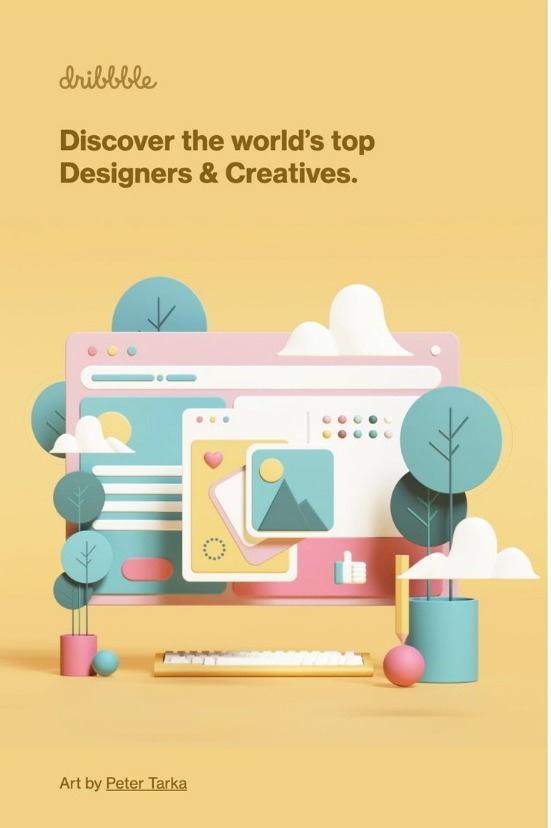 dribbble
Discover the world's top
Designers & Creatives.
Art by Peter Tarka